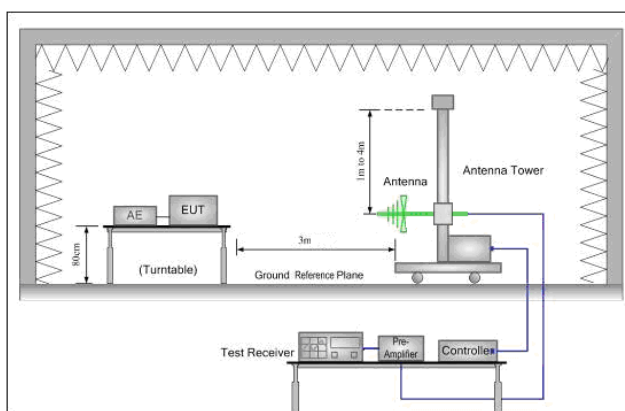 1m to 4m
Antenna
Antenna Tower
AE
EUT
80cm
(Turntable)
3m
Ground Reference Plane
Test Receiver
Pre-
Amplifier
Controller